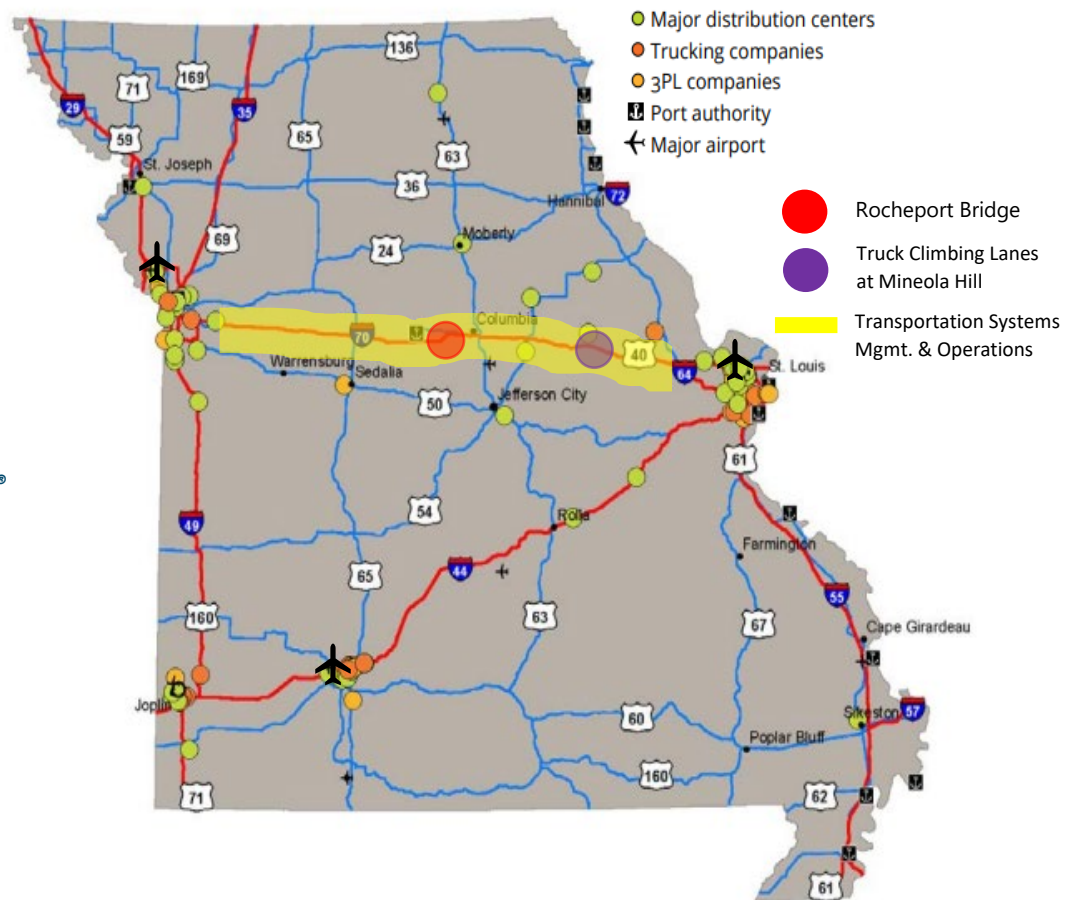 Major distribution centers
Trucking companies
3PL companies
Port authority
Major airport
Rocheport Bridge
Truck Climbing Lanes
at Mineola Hill
Transportation Systems
Mgmt. & Operations
136
71
169
29
35
59
65
63
St. Joseph
36
72
Hannibal
69
24
Moberly
Columbia
70
40
64
St. Louis
Warrensburg
Sedalia
50
Jefferson City
61
54
49
Rolla
Farmington
44
65
55
160
63
67
Cape Girardeau
Joplin
60
Sikeston
57
Poplar Bluff
160
71
62
61
®